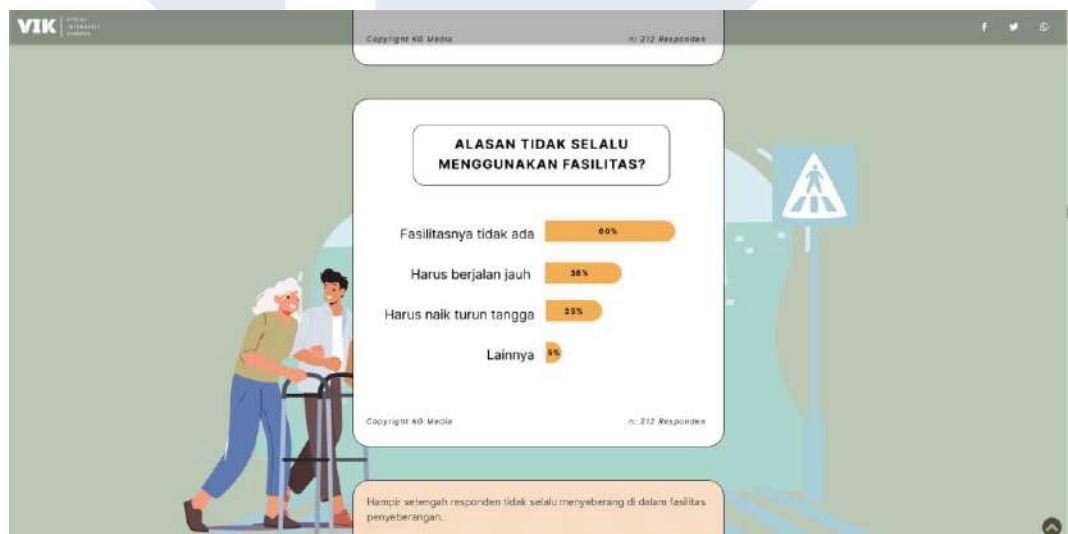 VIK
Copyright KG Media
n: 212 Responden
ALASAN TIDAK SELALU
MENGGUNAKAN FASILITAS?
Fasilitasnya tidak ada 60%
Harus berjalan jauh 36%
Harus naik turun tangga 25%
Lainnya 5%
Copyright KG Media
n: 212 Responden
Hampir setengah responden tidak selalu menyeberang di dalam fasilitas
penyeberangan.